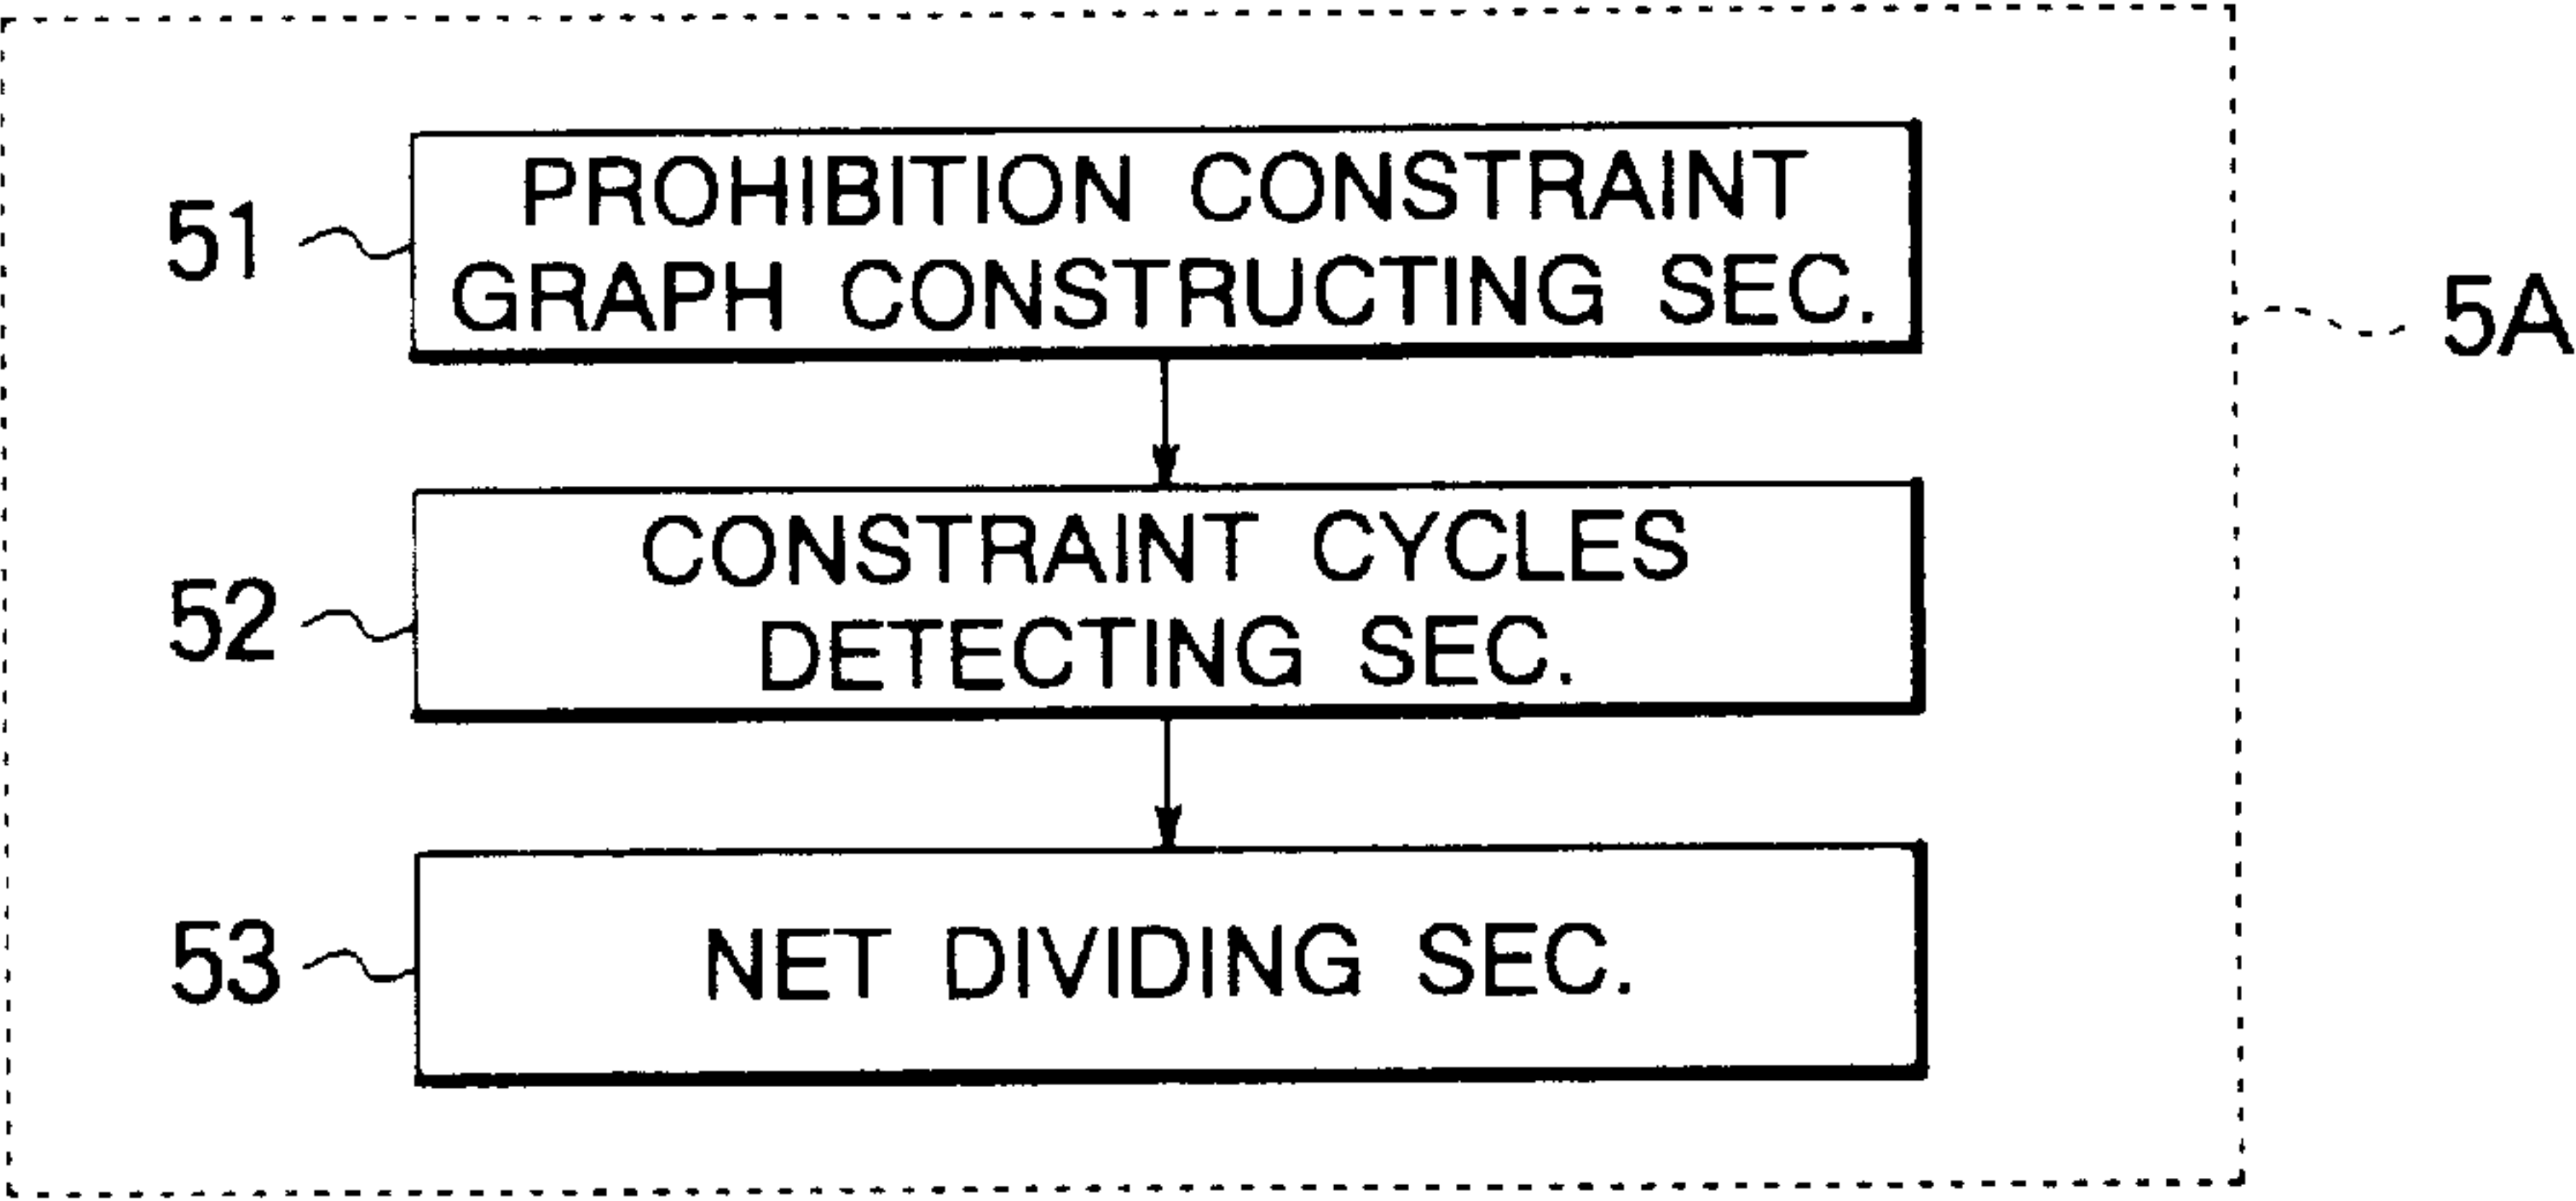 PROHIBITION CONSTRAINT
GRAPH CONSTRUCTING SEC.
51
5A
CONSTRAINT CYCLES
DETECTING SEC.
52
NET DIVIDING SEC.
53